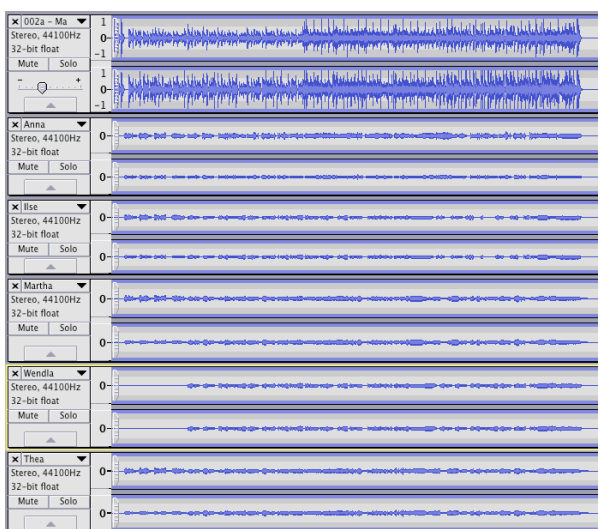 × 002a - Ma ▼ 1
Stereo, 44100Hz
32-bit float
0-
Mute Solo -1
- + 1
0-
-1
× Anna ▼
Stereo, 44100Hz 0-
32-bit float
Mute Solo
0-
× Ilse ▼
Stereo, 44100Hz 0-
32-bit float
Mute Solo
0-
× Martha ▼
Stereo, 44100Hz 0-
32-bit float
Mute Solo
0-
× Wendla ▼
Stereo, 44100Hz 0-
32-bit float
Mute Solo
0-
× Thea ▼
Stereo, 44100Hz 0-
32-bit float
Mute Solo
0-